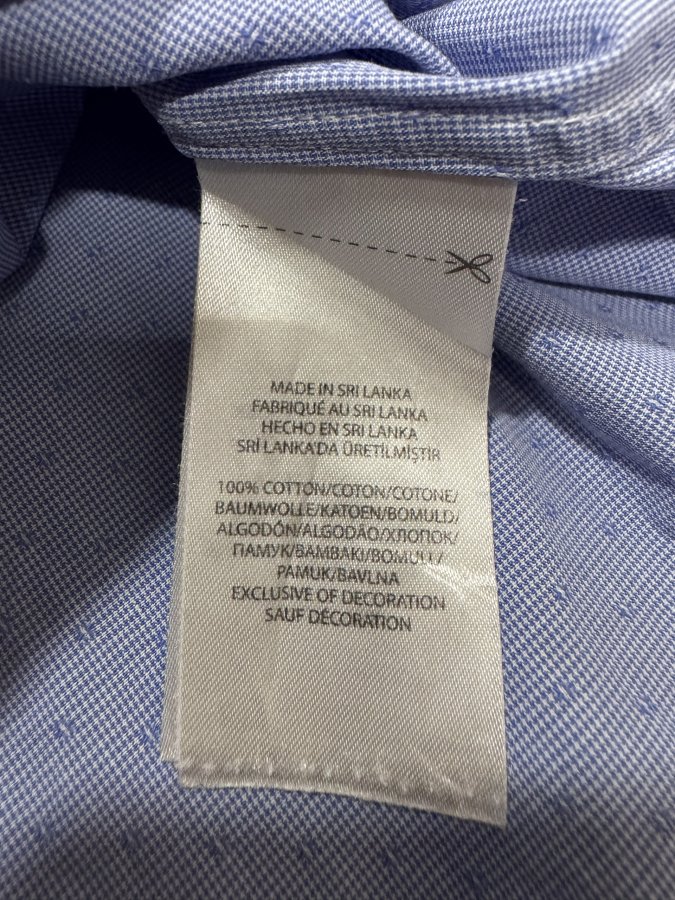 MADE IN SRI LANKA
FABRIQUÉ AU SRI LANKA
HECHO EN SRI LANKA
SRİ LANKA'DA ÜRETİLMİŞTİR
100% COTTON/COTON/COTONE/
BAUMWOLLE/KATOEN/BOMULD/
ALGODÓN/ALGODÃO/ХЛОПОК/
ПАМУК/BAMBAKI/BOMULL/
PAMUK/BAVLNA
EXCLUSIVE OF DECORATION
SAUF DÉCORATION